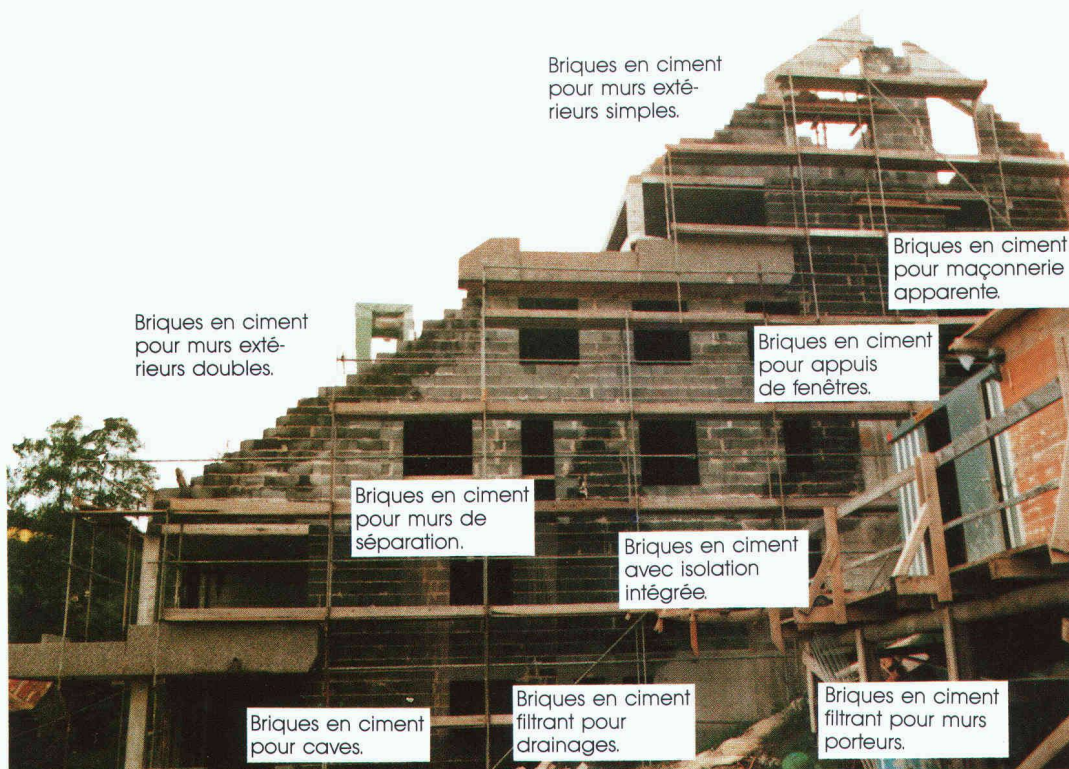 Briques en ciment
pour murs exté-
rieurs simples.
Briques en ciment
pour maçonnerie
apparente.
Briques en ciment
pour murs exté-
rieurs doubles.
Briques en ciment
pour appuis
de fenêtres.
Briques en ciment
pour murs de
séparation.
Briques en ciment
avec isolation
intégrée.
Briques en ciment
pour caves.
Briques en ciment
filtrant pour
drainages.
Briques en ciment
filtrant pour murs
porteurs.